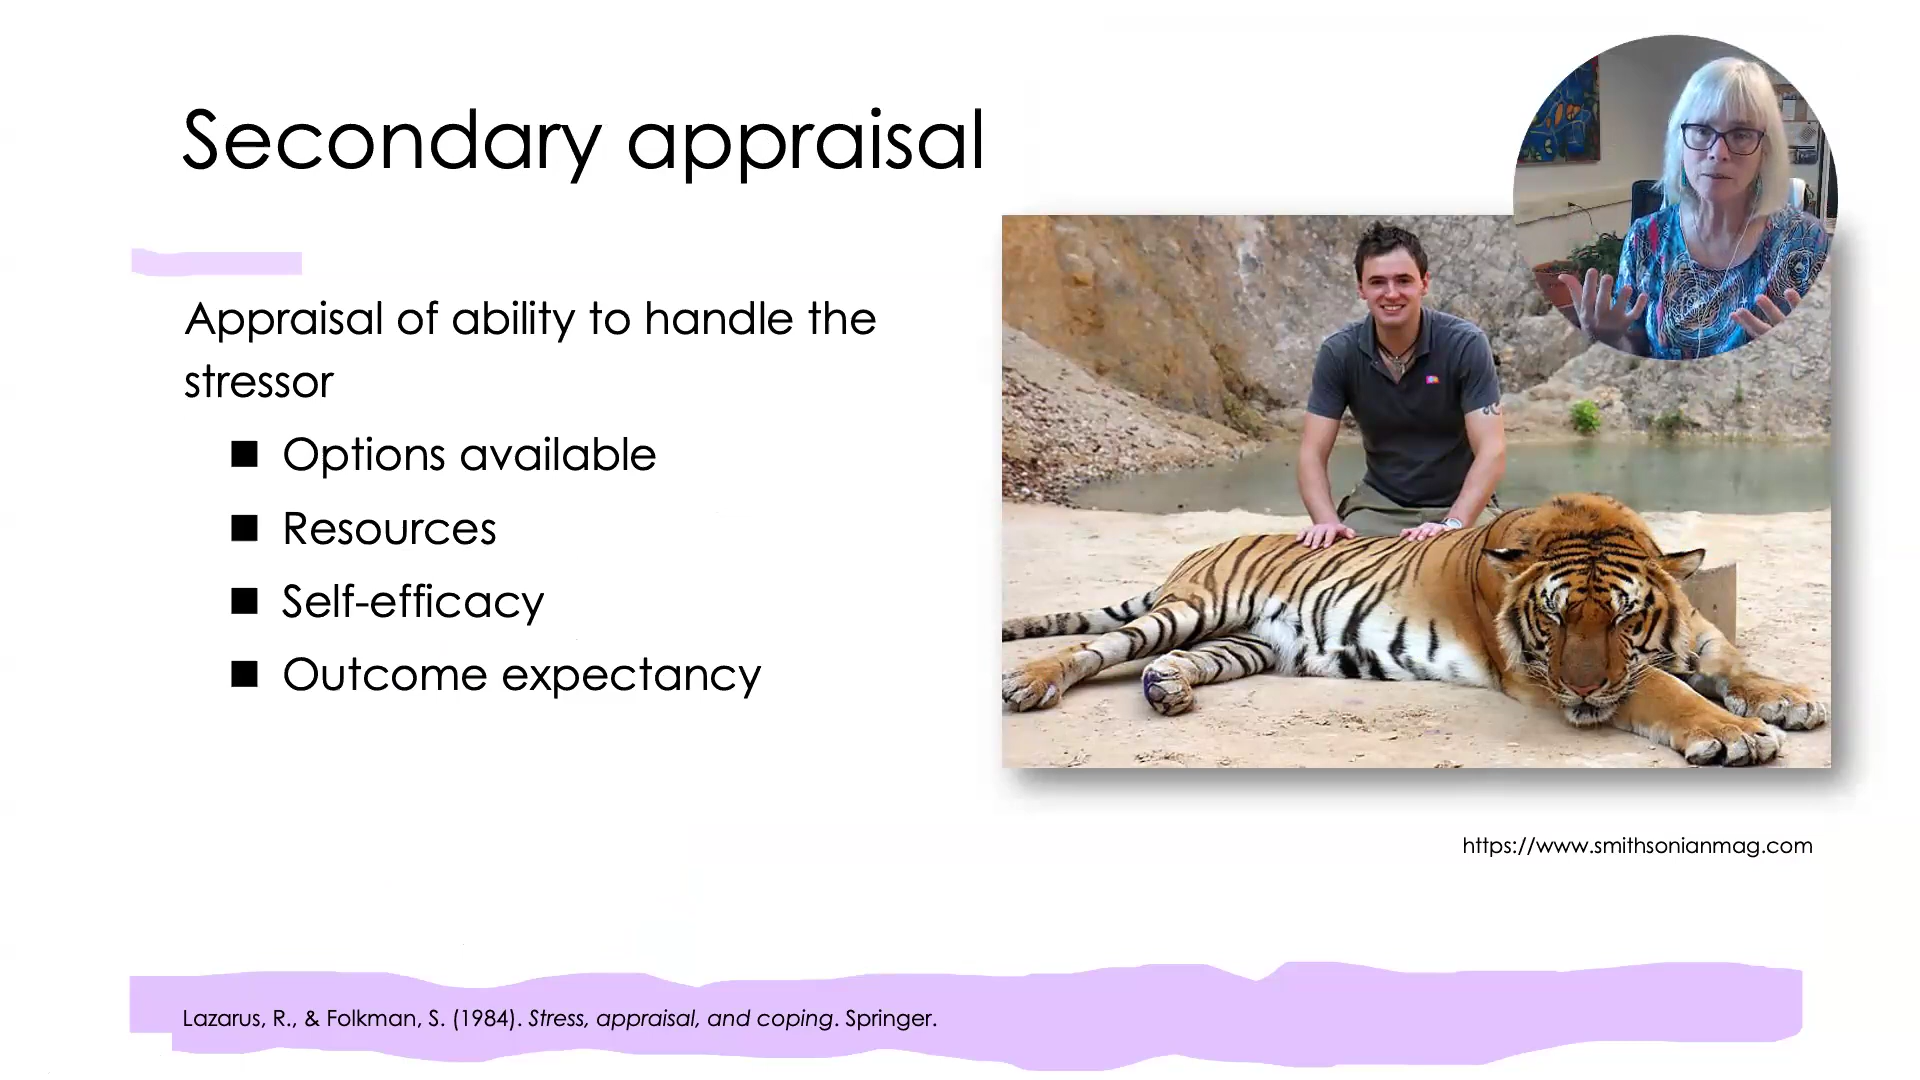 Secondary appraisal
Appraisal of ability to handle the
stressor
Options available
Resources
Self-efficacy
Outcome expectancy
https://www.smithsonianmag.com
Lazarus, R., & Folkman, S. (1984). Stress, appraisal, and coping. Springer.